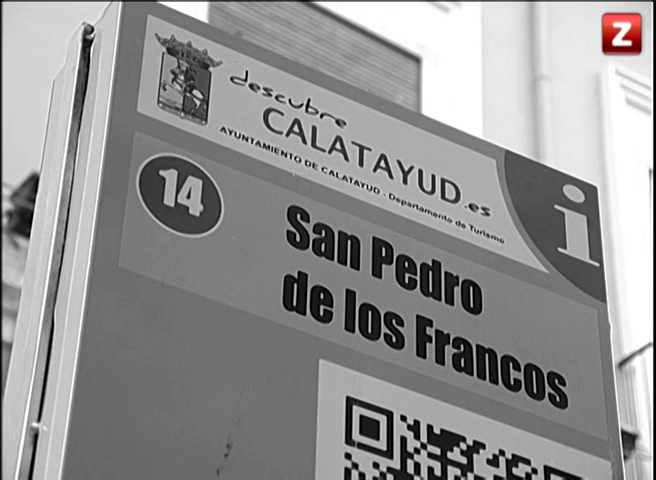 Z
descubre
CALATAYUD.es
AYUNTAMIENTO DE CALATAYUD - Departamento de Turismo
i
14
San Pedro
de los Francos